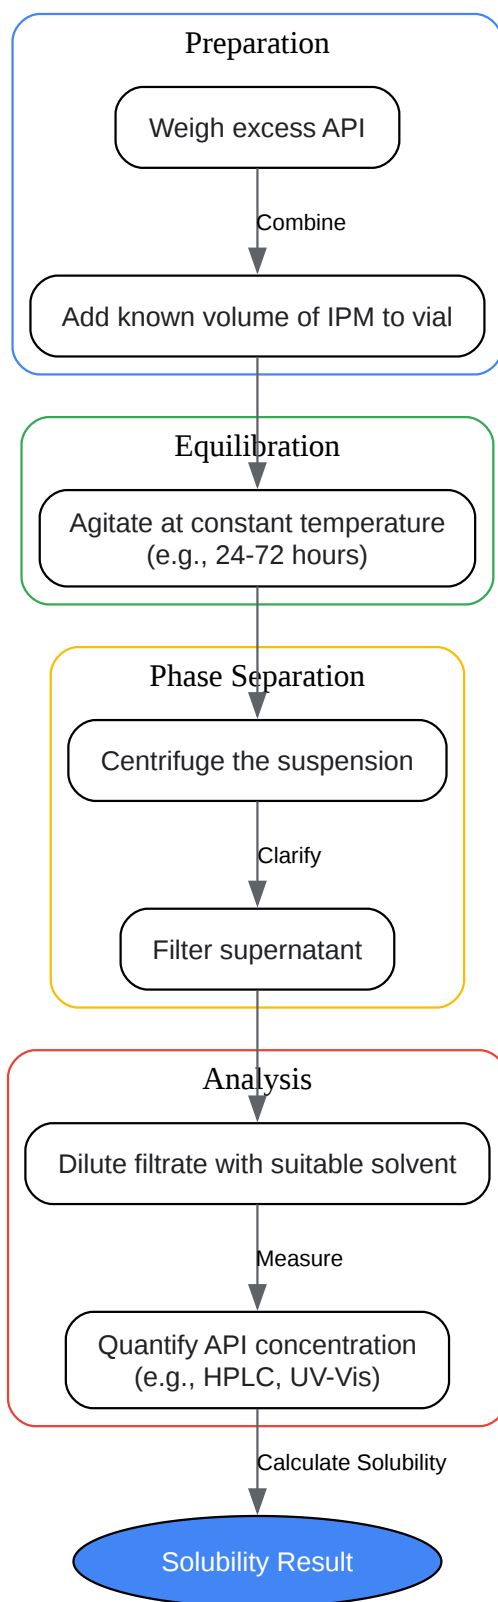 Preparation
Weigh excess API
Combine
Add known volume of IPM to vial
Equilibration
Agitate at constant temperature
(e.g., 24-72 hours)
Phase Separation
Centrifuge the suspension
Clarify
Filter supernatant
Analysis
Dilute filtrate with suitable solvent
Measure
Quantify API concentration
(e.g., HPLC, UV-Vis)
Calculate Solubility
Solubility Result